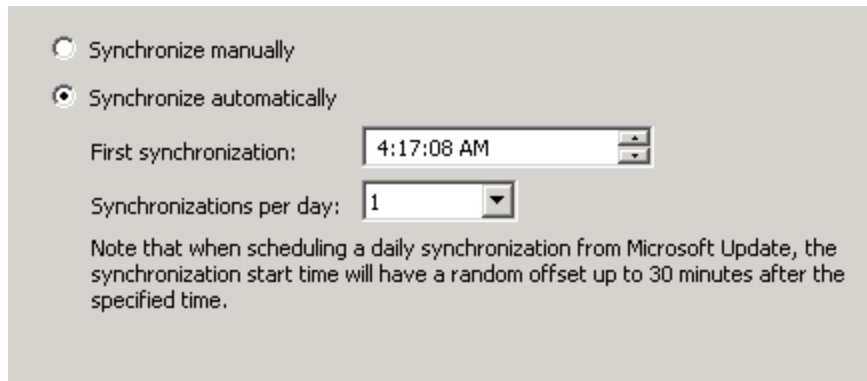 Synchronize manually
Synchronize automatically
First synchronization: 4:17:08 AM
Synchronizations per day: 1
Note that when scheduling a daily synchronization from Microsoft Update, the
synchronization start time will have a random offset up to 30 minutes after the
specified time.